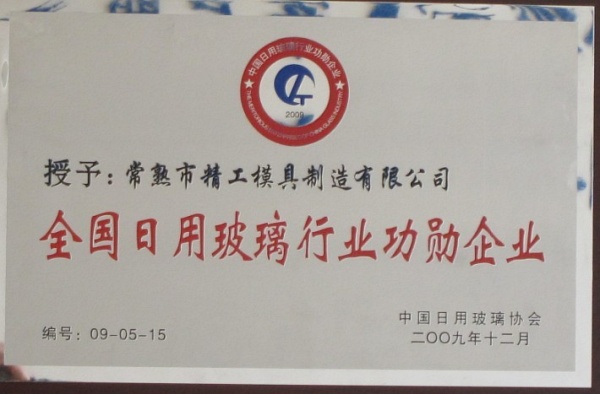 中国日用玻璃行业功勋企业
2009
授予：常熟市精工模具制造有限公司
全国日用玻璃行业功勋企业
中国日用玻璃协会
编号：09-05-15
二〇〇九年十二月